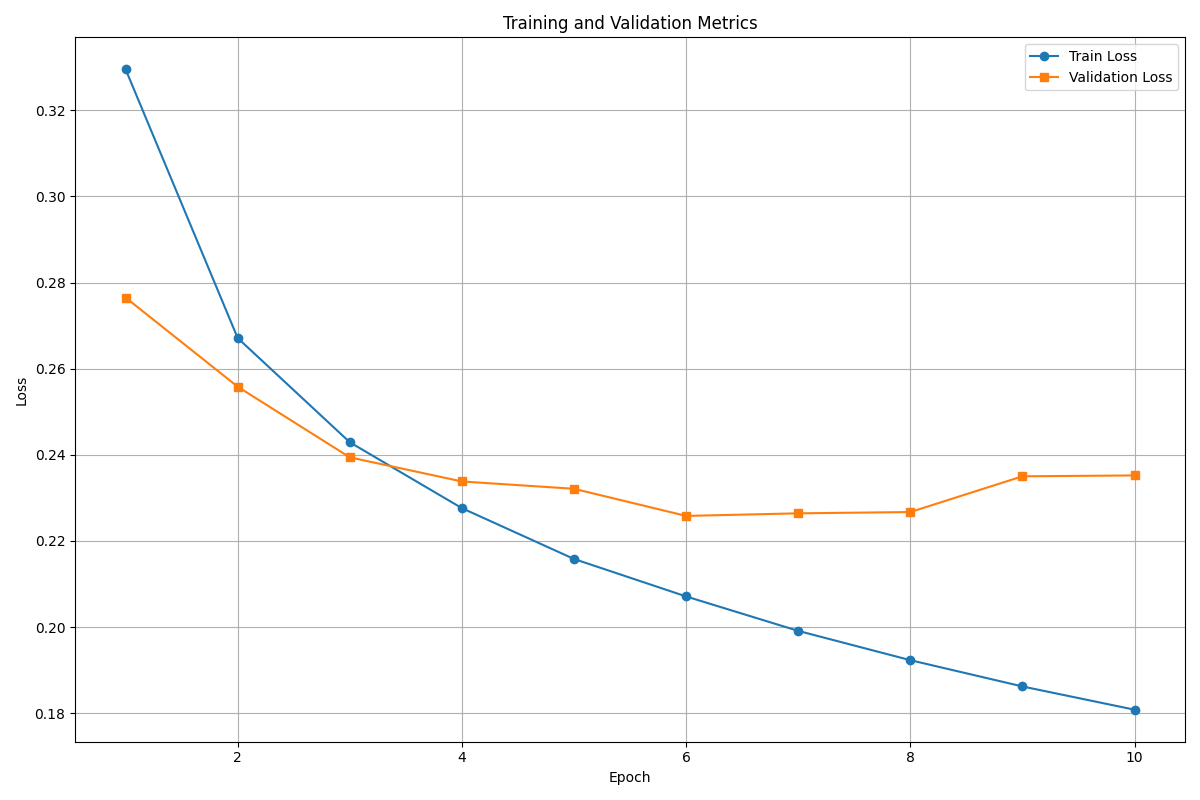 Training and Validation Metrics
Train Loss
Validation Loss
0.32
0.30
0.28
0.26
0.24
0.22
0.20
0.18
Loss
2
4
6
8
10
Epoch